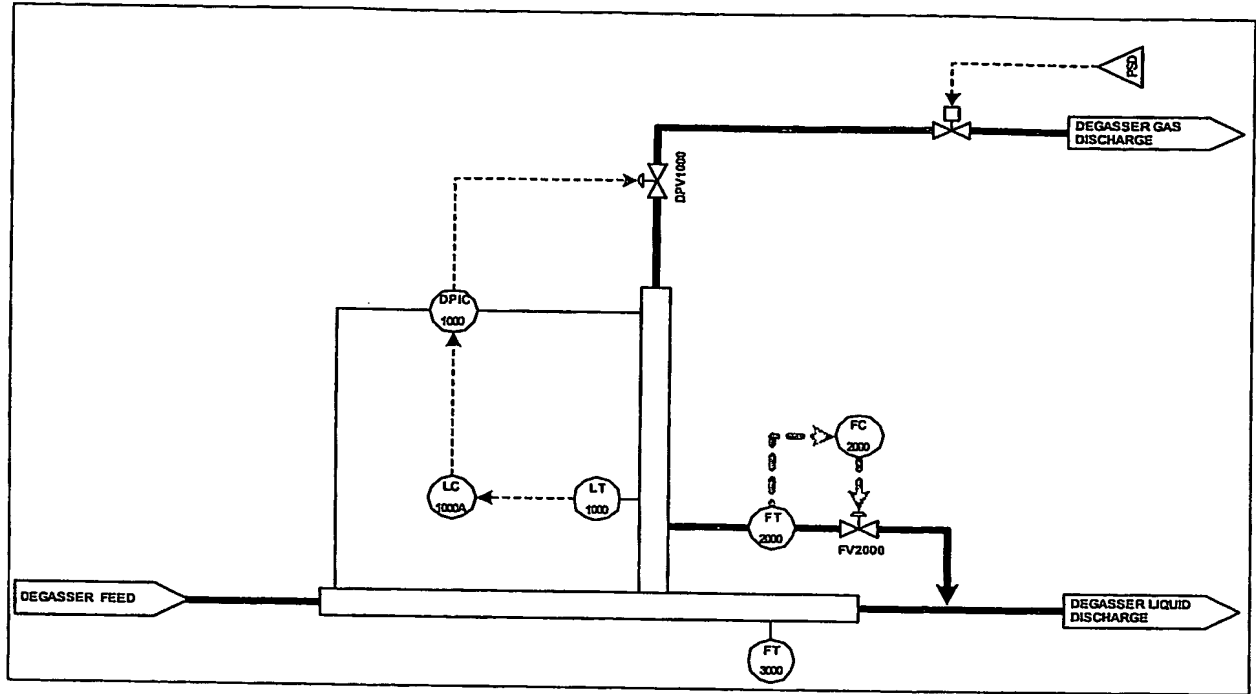 PSD
DEGASSER GAS
DISCHARGE
DPV1000
DPIC
1000
FC
2000
LC
1000A
LT
1000
FT
2000
FV2000
DEGASSER FEED
DEGASSER LIQUID
DISCHARGE
FT
3000